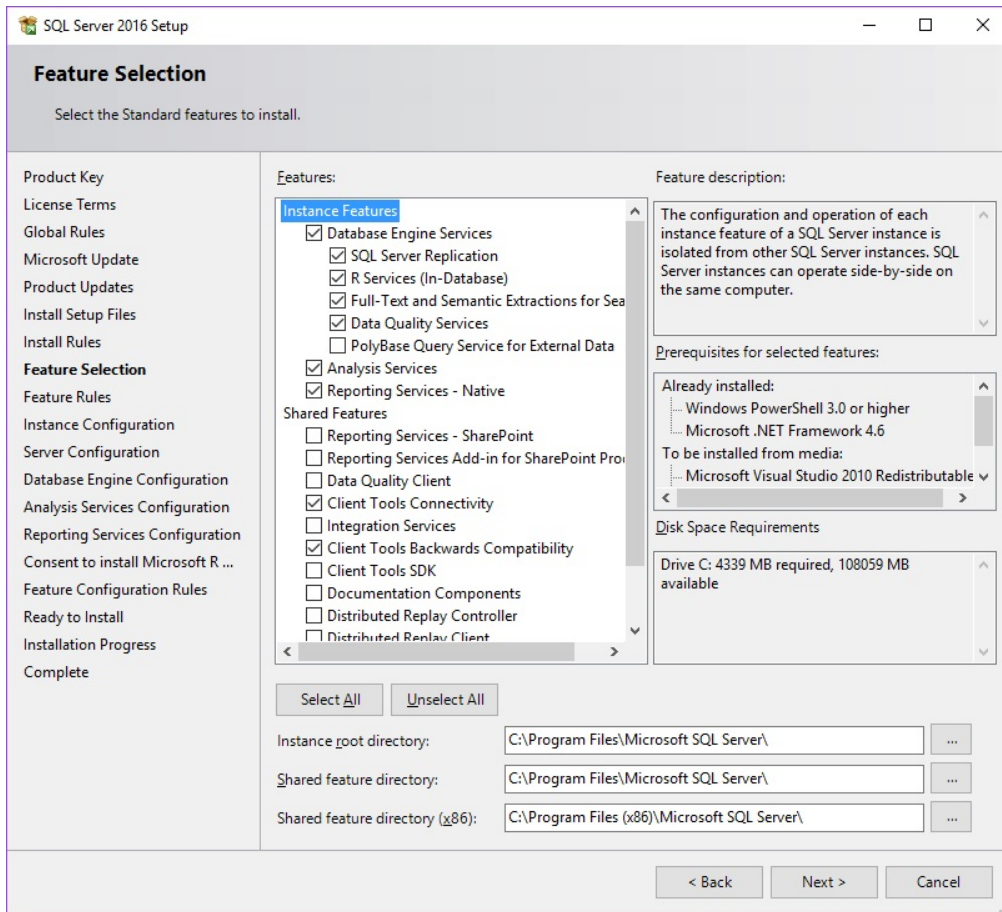 SQL Server 2016 Setup
Feature Selection
Select the Standard features to install.
Product Key
License Terms
Global Rules
Microsoft Update
Product Updates
Install Setup Files
Install Rules
Feature Selection
Feature Rules
Instance Configuration
Server Configuration
Database Engine Configuration
Analysis Services Configuration
Reporting Services Configuration
Consent to install Microsoft R ...
Feature Configuration Rules
Ready to Install
Installation Progress
Complete
Features:
Instance Features
Database Engine Services
SQL Server Replication
R Services (In-Database)
Full-Text and Semantic Extractions for Sea
Data Quality Services
PolyBase Query Service for External Data
Analysis Services
Reporting Services - Native
Shared Features
Reporting Services - SharePoint
Reporting Services Add-in for SharePoint Pro
Data Quality Client
Client Tools Connectivity
Integration Services
Client Tools Backwards Compatibility
Client Tools SDK
Documentation Components
Distributed Replay Controller
Distributed Replay Client
Feature description:
The configuration and operation of each
instance feature of a SQL Server instance is
isolated from other SQL Server instances. SQL
Server instances can operate side-by-side on
the same computer.
Prerequisites for selected features:
Already installed:
Windows PowerShell 3.0 or higher
Microsoft .NET Framework 4.6
To be installed from media:
Microsoft Visual Studio 2010 Redistributable
Disk Space Requirements
Drive C: 4339 MB required, 108059 MB
available
Select All
Unselect All
Instance root directory:
C:\Program Files\Microsoft SQL Server\
...
Shared feature directory:
C:\Program Files\Microsoft SQL Server\
...
Shared feature directory (x86):
C:\Program Files (x86)\Microsoft SQL Server\
...
< Back
Next >
Cancel